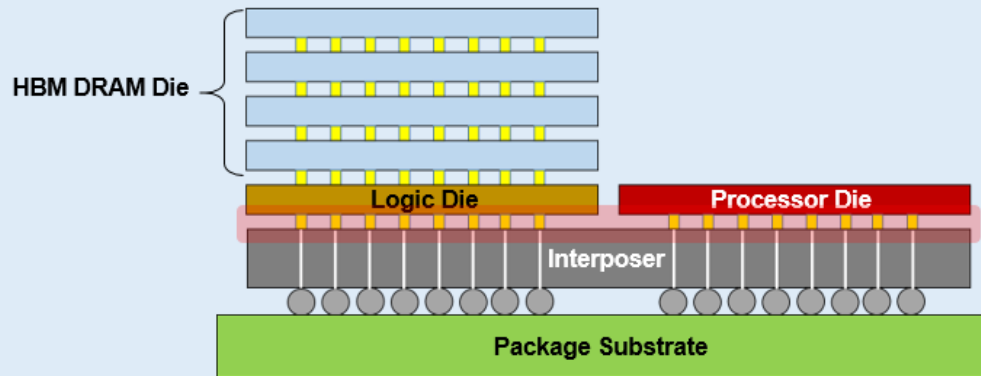 HBM DRAM Die
Logic Die
Processor Die
Interposer
Package Substrate